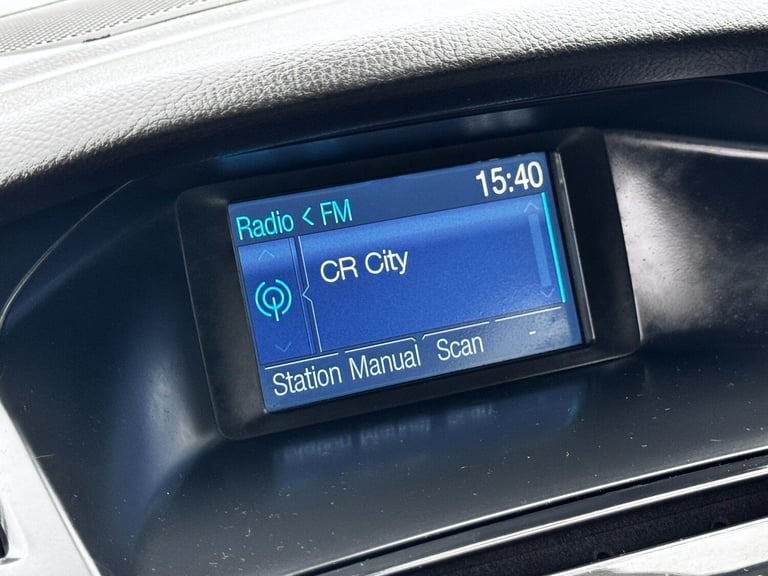 15:40
Radio < FM
CR City
Station Manual Scan -